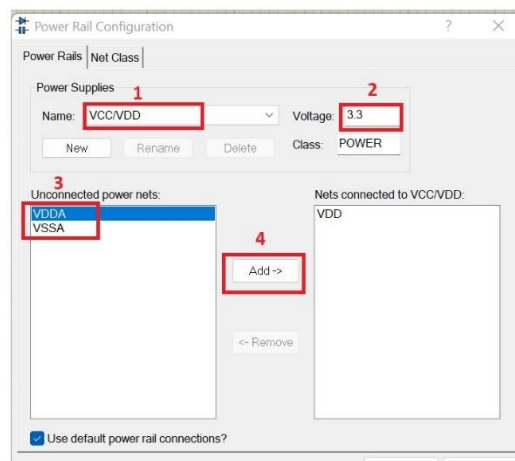 Power Rail Configuration ? ×
Power Rails Net Class
Power Supplies
1 2
Name: VCC/VDD Voltage: 3.3
New Rename Delete Class: POWER
3
Unconnected power nets: Nets connected to VCC/VDD:
VDDA VDD
VSSA
4
Add ->
<- Remove
Use default power rail connections?